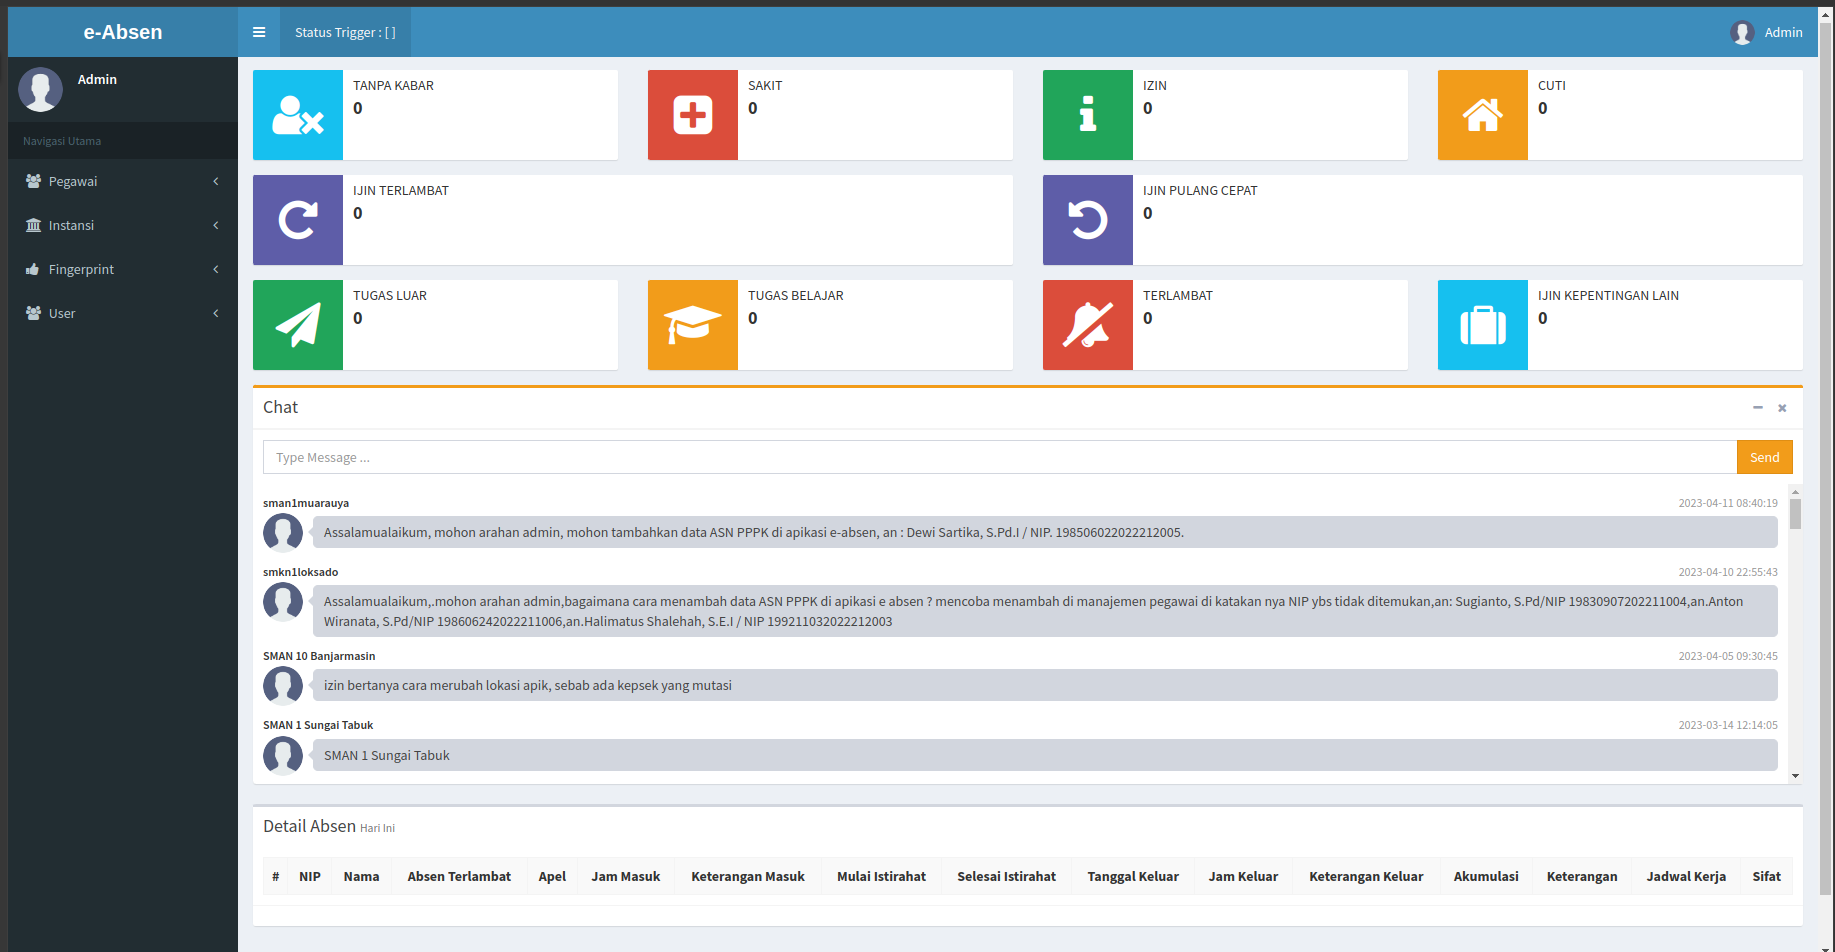 e-Absen
Status Trigger : [ ]
Admin
Admin
Navigasi Utama
Pegawai
Instansi
Fingerprint
User
TANPA KABAR
0
SAKIT
0
IZIN
0
CUTI
0
IJIN TERLAMBAT
0
IJIN PULANG CEPAT
0
TUGAS LUAR
0
TUGAS BELAJAR
0
TERLAMBAT
0
IJIN KEPENTINGAN LAIN
0
Chat
Type Message ...
Send
sman1muarauya
2023-04-11 08:40:19
Assalamualaikum, mohon arahan admin, mohon tambahkan data ASN PPPK di apikasi e-absen, an : Dewi Sartika, S.Pd.I / NIP. 198506022022212005.
smkn1loksado
2023-04-10 22:55:43
Assalamualaikum,.mohon arahan admin,bagaimana cara menambah data ASN PPPK di apikasi e absen ? mencoba menambah di manajemen pegawai di katakan nya NIP ybs tidak ditemukan,an: Sugianto, S.Pd/NIP 19830907202211004,an.Anton
Wiranata, S.Pd/NIP 198606242022211006,an.Halimatus Shalehah, S.E.I / NIP 199211032022212003
SMAN 10 Banjarmasin
2023-04-05 09:30:45
izin bertanya cara merubah lokasi apik, sebab ada kepsek yang mutasi
SMAN 1 Sungai Tabuk
2023-03-14 12:14:05
SMAN 1 Sungai Tabuk
Detail Absen Hari Ini
# NIP Nama Absen Terlambat Apel Jam Masuk Keterangan Masuk Mulai Istirahat Selesai Istirahat Tanggal Keluar Jam Keluar Keterangan Keluar Akumulasi Keterangan Jadwal Kerja Sifat